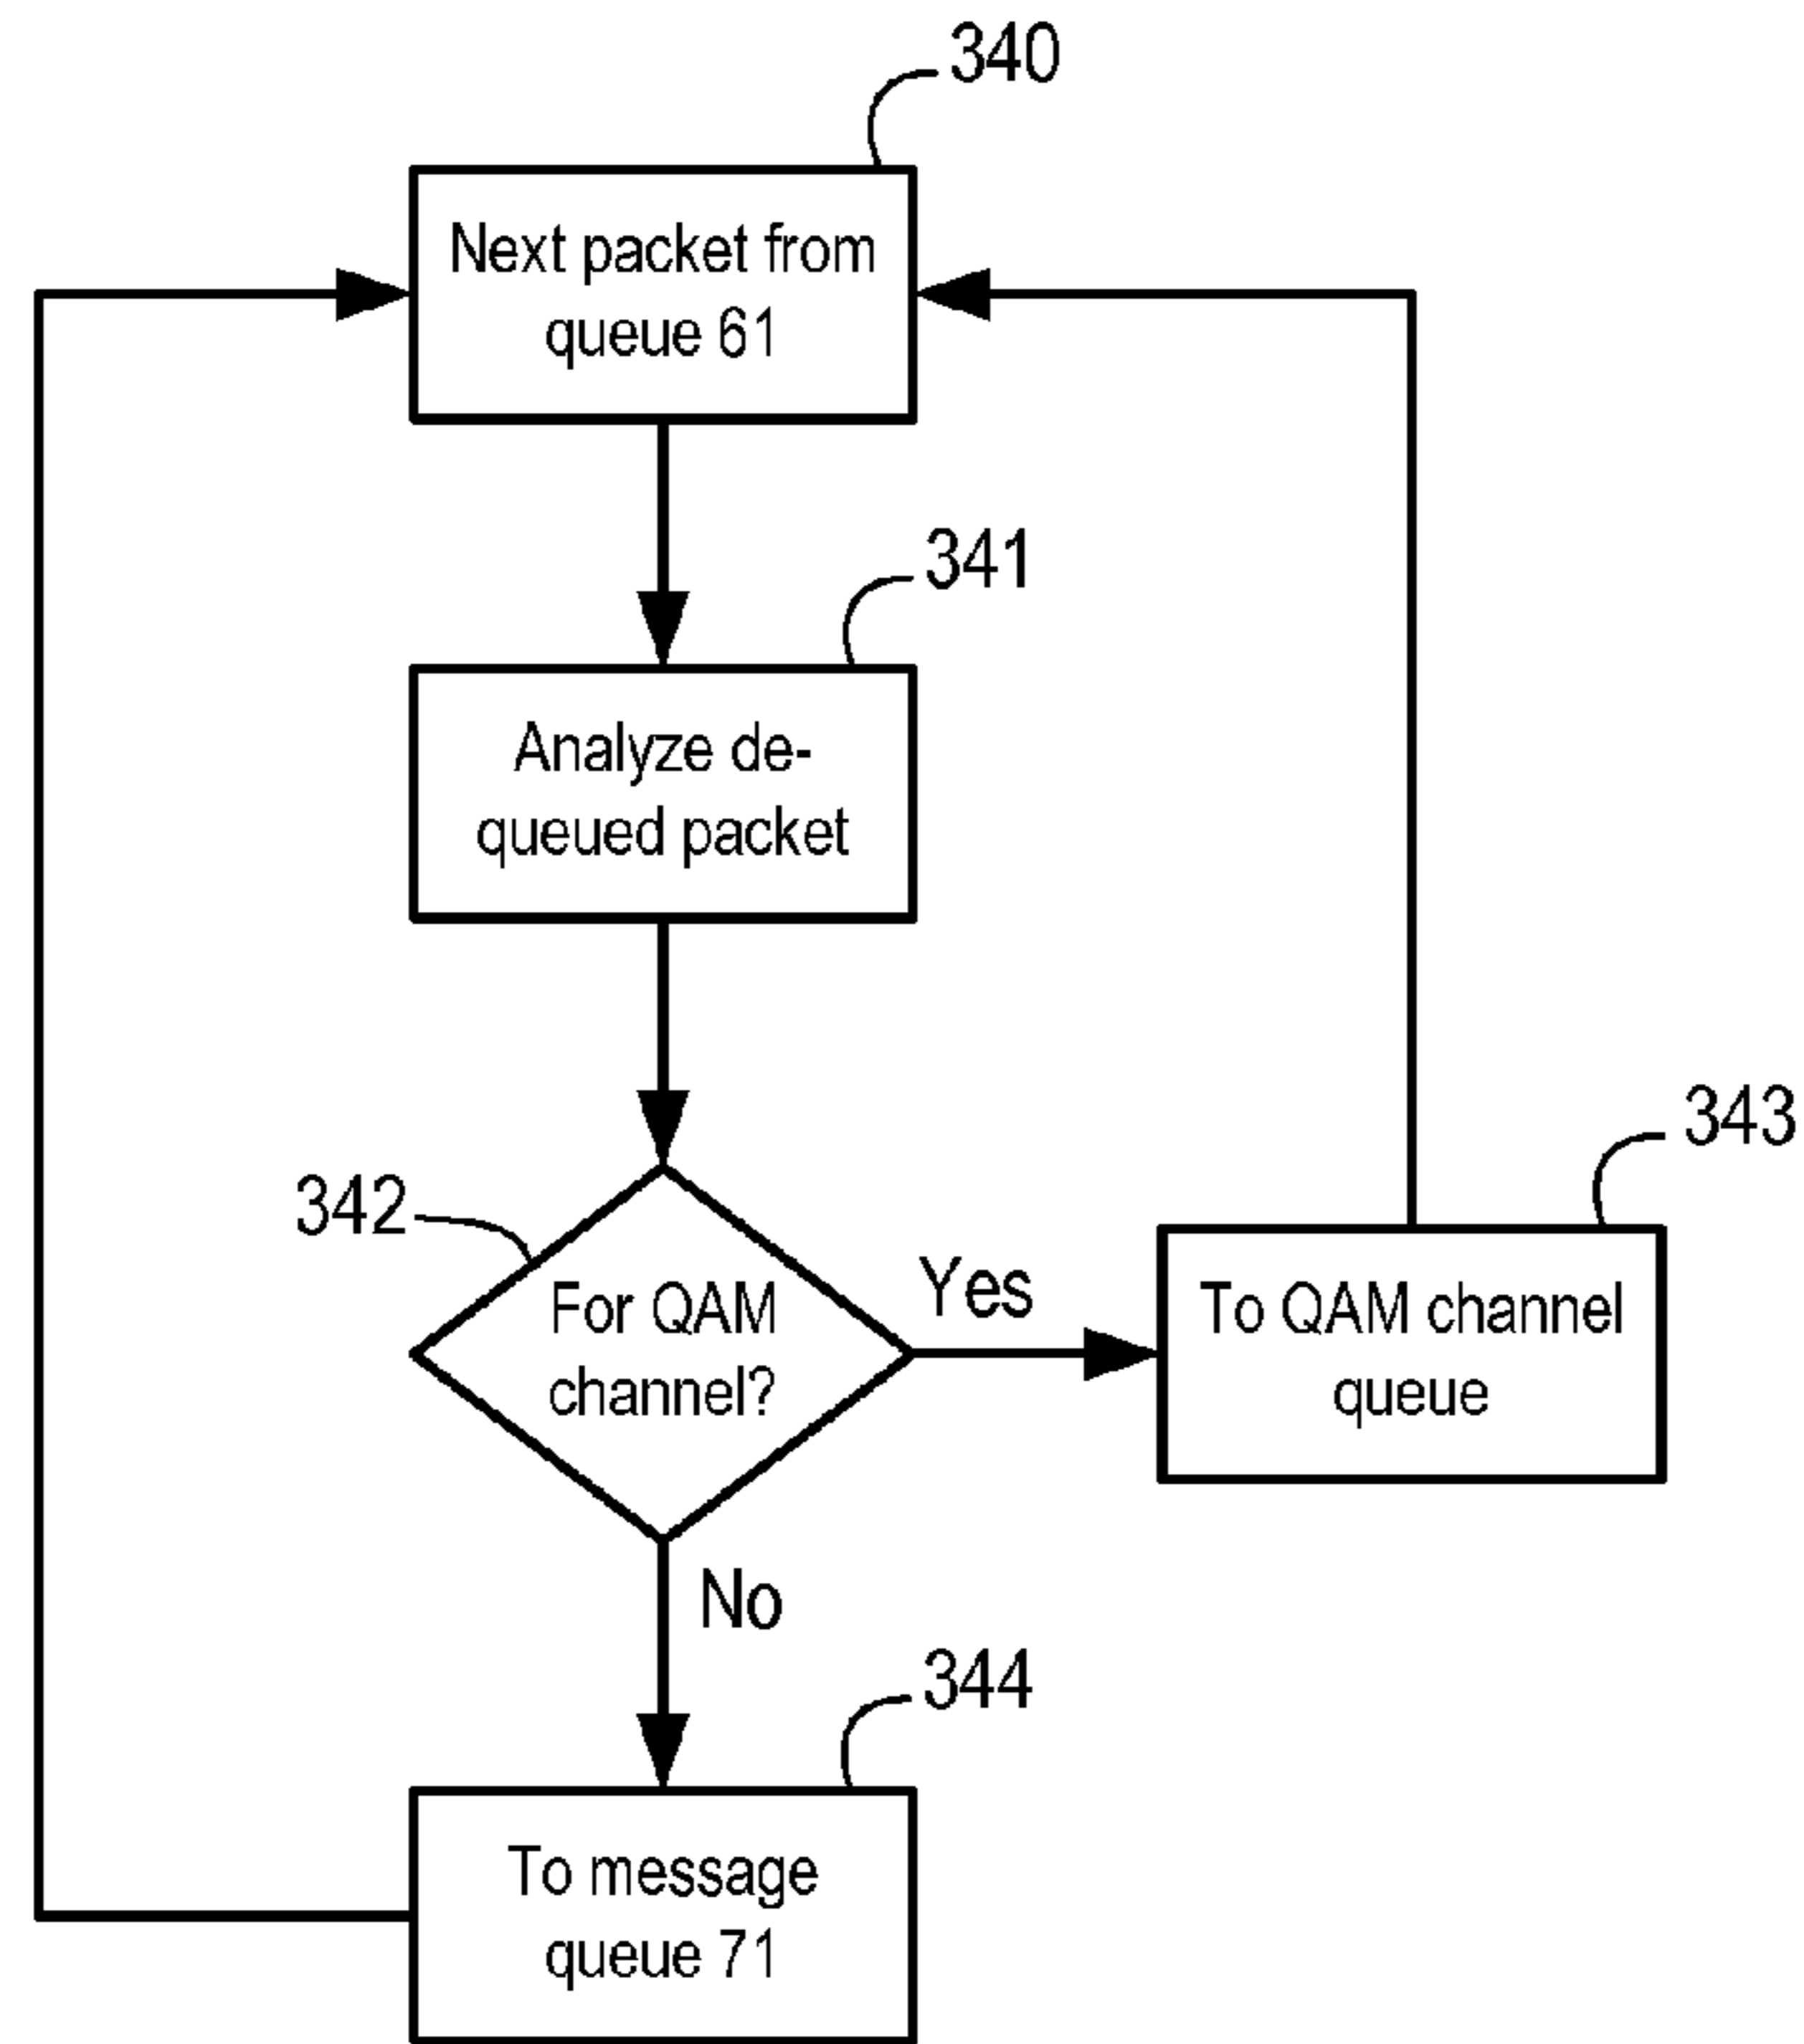 340
Next packet from
queue 61
341
Analyze de-
queued packet
342
For QAM
channel?
Yes
343
To QAM channel
queue
No
344
To message
queue 71